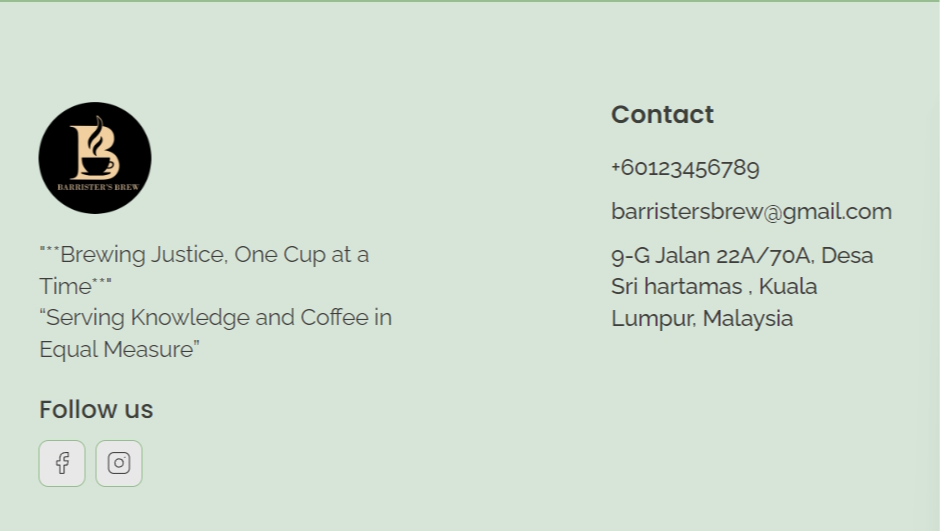 B
BARRISTER'S BREW
"**Brewing Justice, One Cup at a
Time**"
“Serving Knowledge and Coffee in
Equal Measure”
Follow us
Contact
+60123456789
barristersbrew@gmail.com
9-G Jalan 22A/70A, Desa
Sri hartamas , Kuala
Lumpur, Malaysia